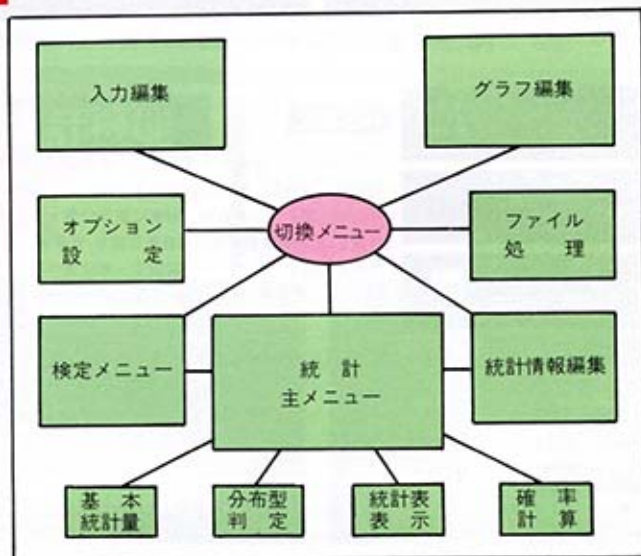 入力編集
グラフ編集
切換メニュー
オプション
設定
ファイル
処理
検定メニュー
統計
主メニュー
統計情報編集
基本
統計量
分布型
判定
統計表
表示
確率
計算